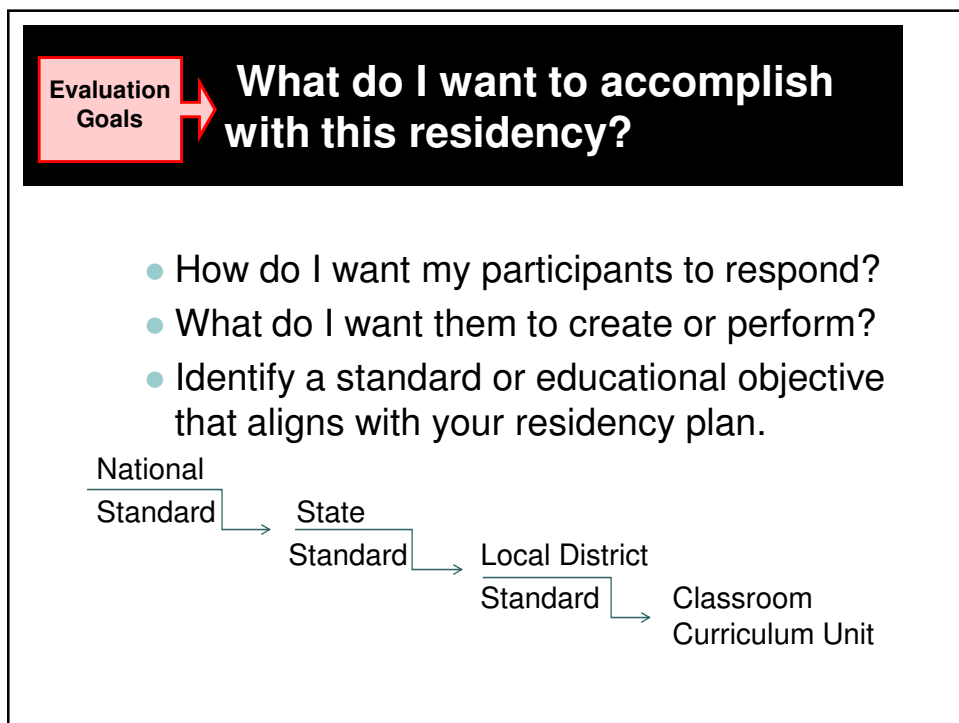 Evaluation
Goals
What do I want to accomplish
with this residency?
● How do I want my participants to respond?
● What do I want them to create or perform?
● Identify a standard or educational objective
that aligns with your residency plan.
National
Standard
State
Standard
Local District
Standard
Classroom
Curriculum Unit